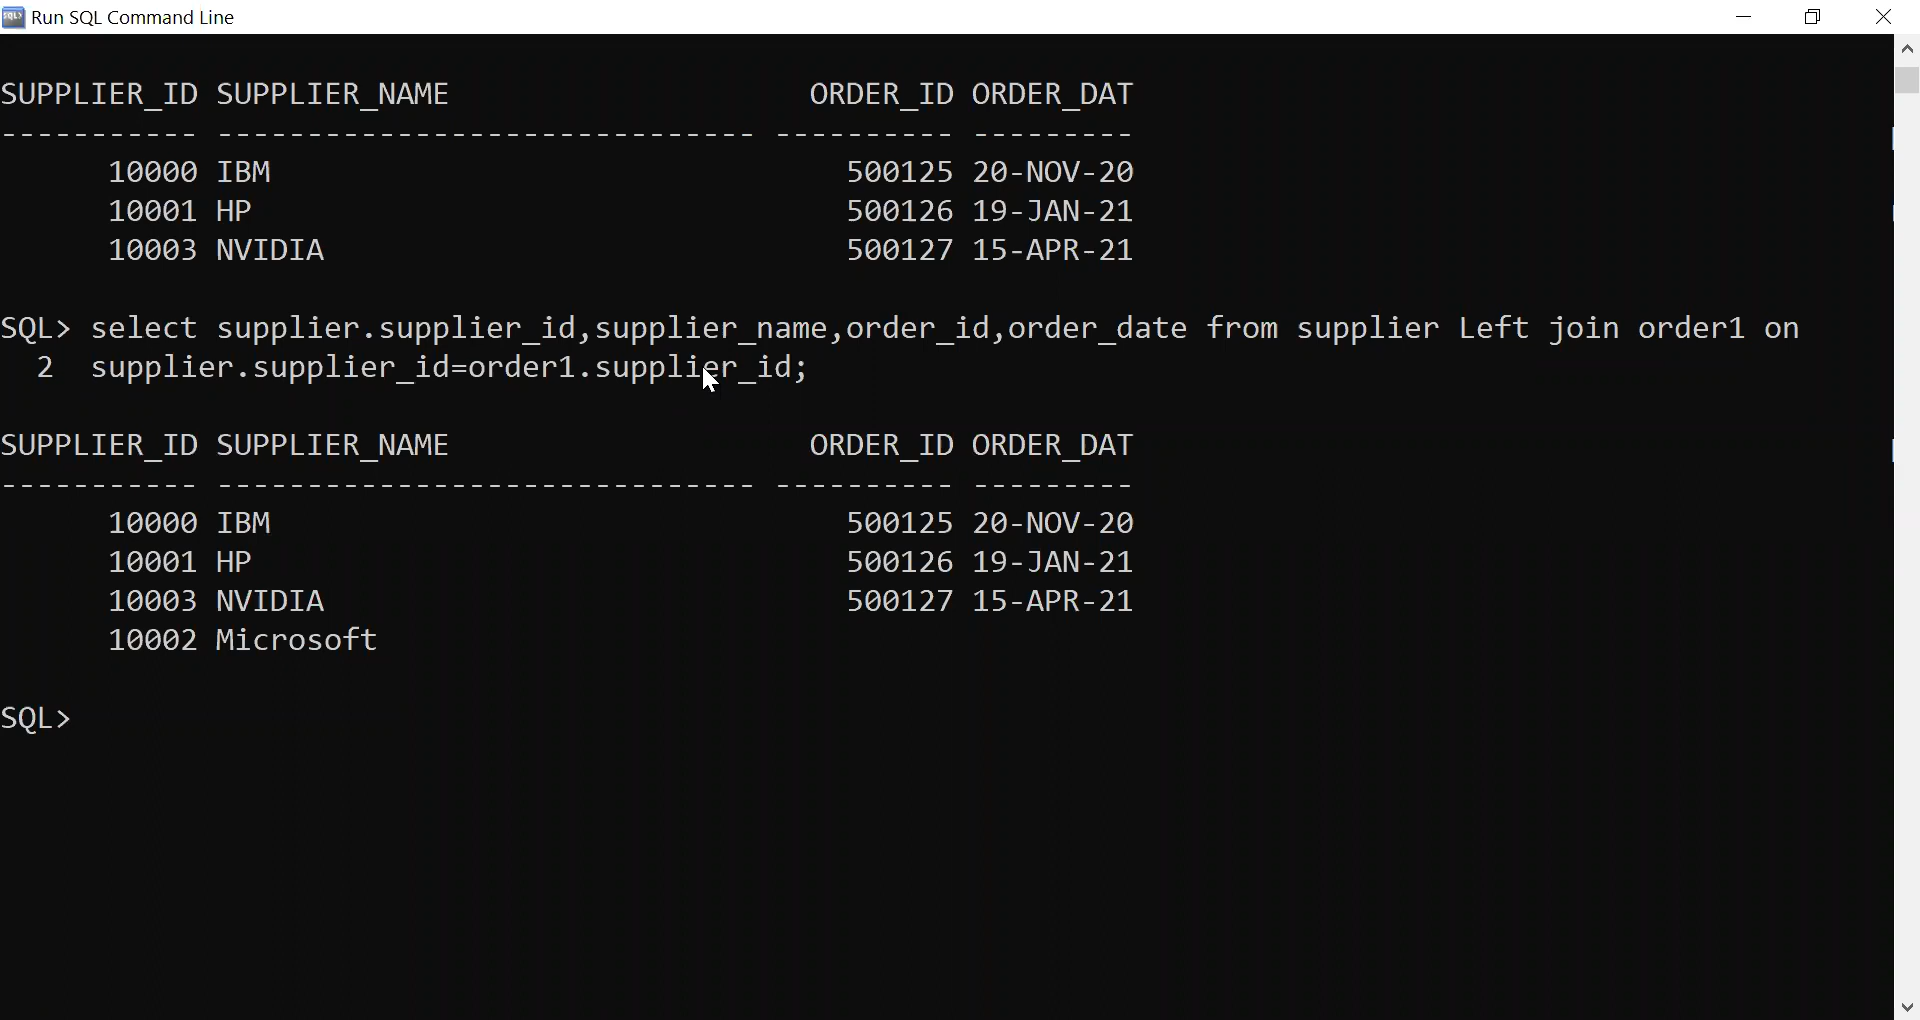 Run SQL Command Line
SUPPLIER_ID SUPPLIER_NAME                    ORDER_ID ORDER_DAT
----------- ------------------------------ ---------- ---------
      10000 IBM                                500125 20-NOV-20
      10001 HP                                 500126 19-JAN-21
      10003 NVIDIA                             500127 15-APR-21
SQL> select supplier.supplier_id,supplier_name,order_id,order_date from supplier Left join order1 on
  2  supplier.supplier_id=order1.supplier_id;
SUPPLIER_ID SUPPLIER_NAME                    ORDER_ID ORDER_DAT
----------- ------------------------------ ---------- ---------
      10000 IBM                                500125 20-NOV-20
      10001 HP                                 500126 19-JAN-21
      10003 NVIDIA                             500127 15-APR-21
      10002 Microsoft
SQL>